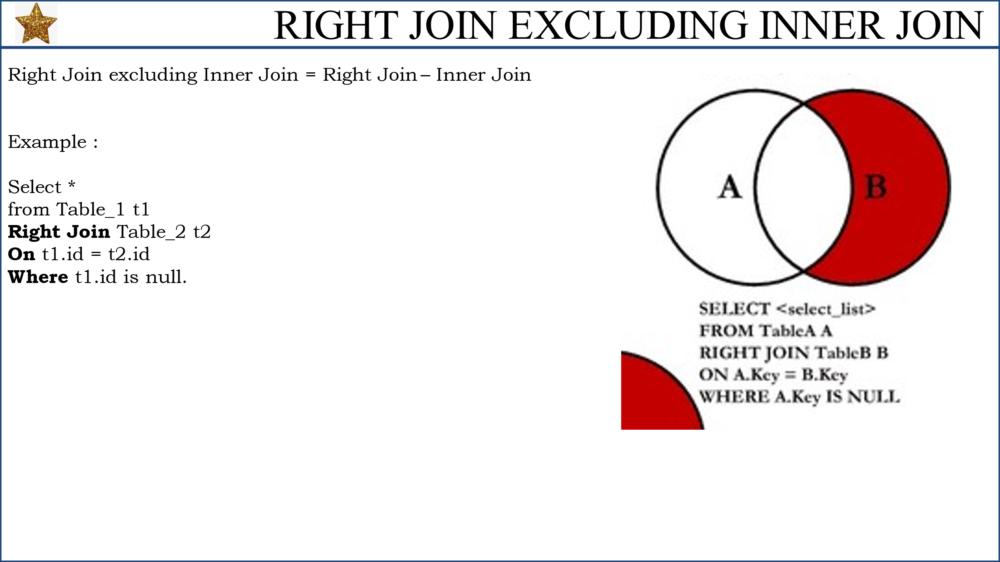 RIGHT JOIN EXCLUDING INNER JOIN
Right Join excluding Inner Join = Right Join – Inner Join
Example :
Select *
from Table_1 t1
Right Join Table_2 t2
On t1.id = t2.id
Where t1.id is null.
A
B
SELECT <select_list>
FROM TableA A
RIGHT JOIN TableB B
ON A.Key = B.Key
WHERE A.Key IS NULL